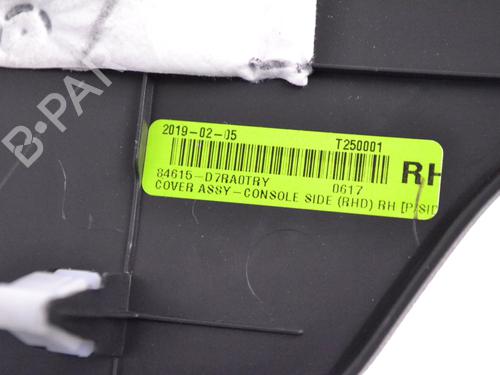 B-PAR
2019-02-05 T250001
RH
84615-D7RA0TRY 0617
COVER ASSY-CONSOLE SIDE (RHD) RH